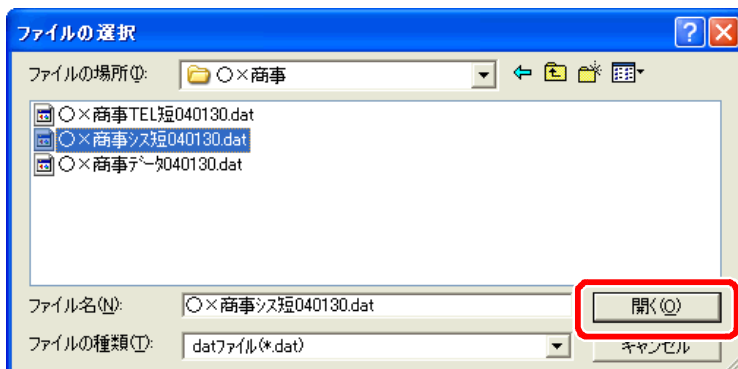 ファイルの選択
ファイルの場所(I): ○×商事
○×商事TEL短040130.dat
○×商事ｼｽ短040130.dat
○×商事ﾃﾞｰﾀ040130.dat
ファイル名(N): ○×商事ｼｽ短040130.dat 開く(O)
ファイルの種類(T): datﾌｧｲﾙ(*.dat) キャンセル